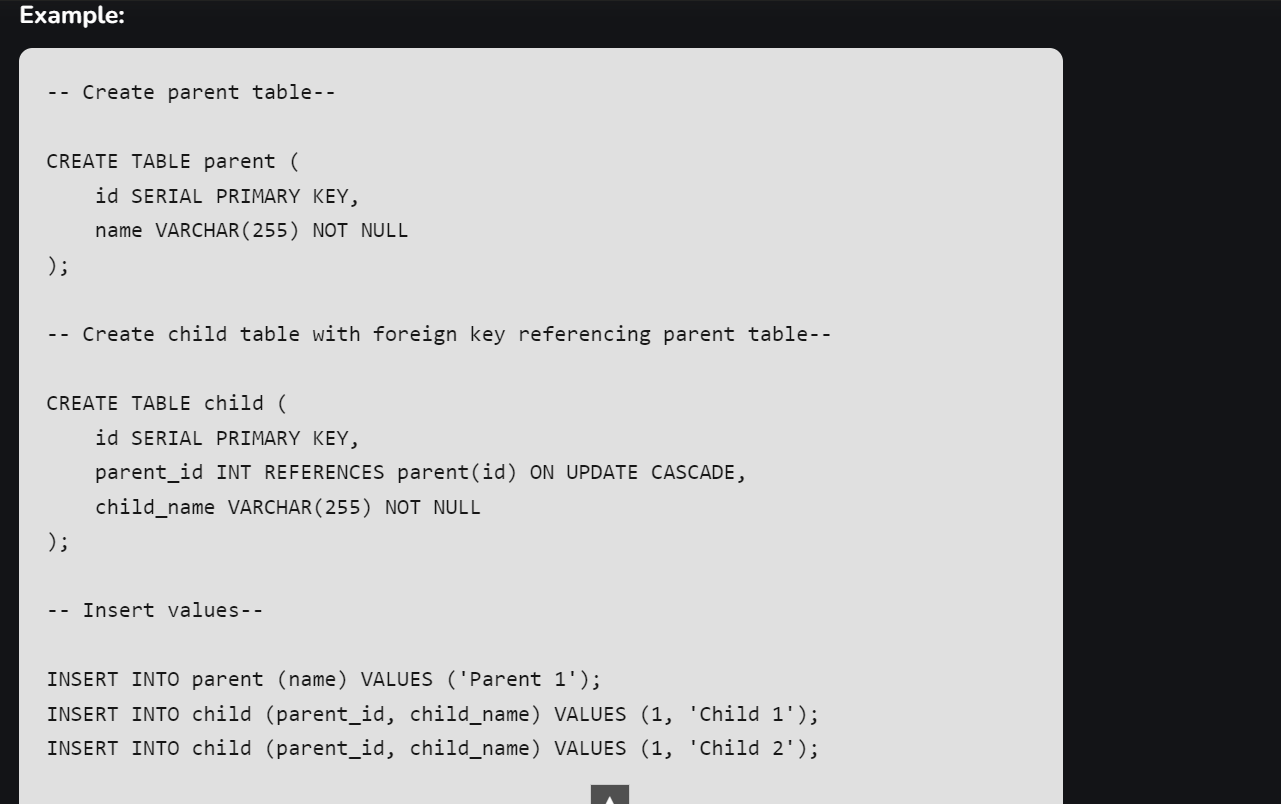 Example:
-- Create parent table--
CREATE TABLE parent (
    id SERIAL PRIMARY KEY,
    name VARCHAR(255) NOT NULL
);
-- Create child table with foreign key referencing parent table--
CREATE TABLE child (
    id SERIAL PRIMARY KEY,
    parent_id INT REFERENCES parent(id) ON UPDATE CASCADE,
    child_name VARCHAR(255) NOT NULL
);
-- Insert values--
INSERT INTO parent (name) VALUES ('Parent 1');
INSERT INTO child (parent_id, child_name) VALUES (1, 'Child 1');
INSERT INTO child (parent_id, child_name) VALUES (1, 'Child 2');